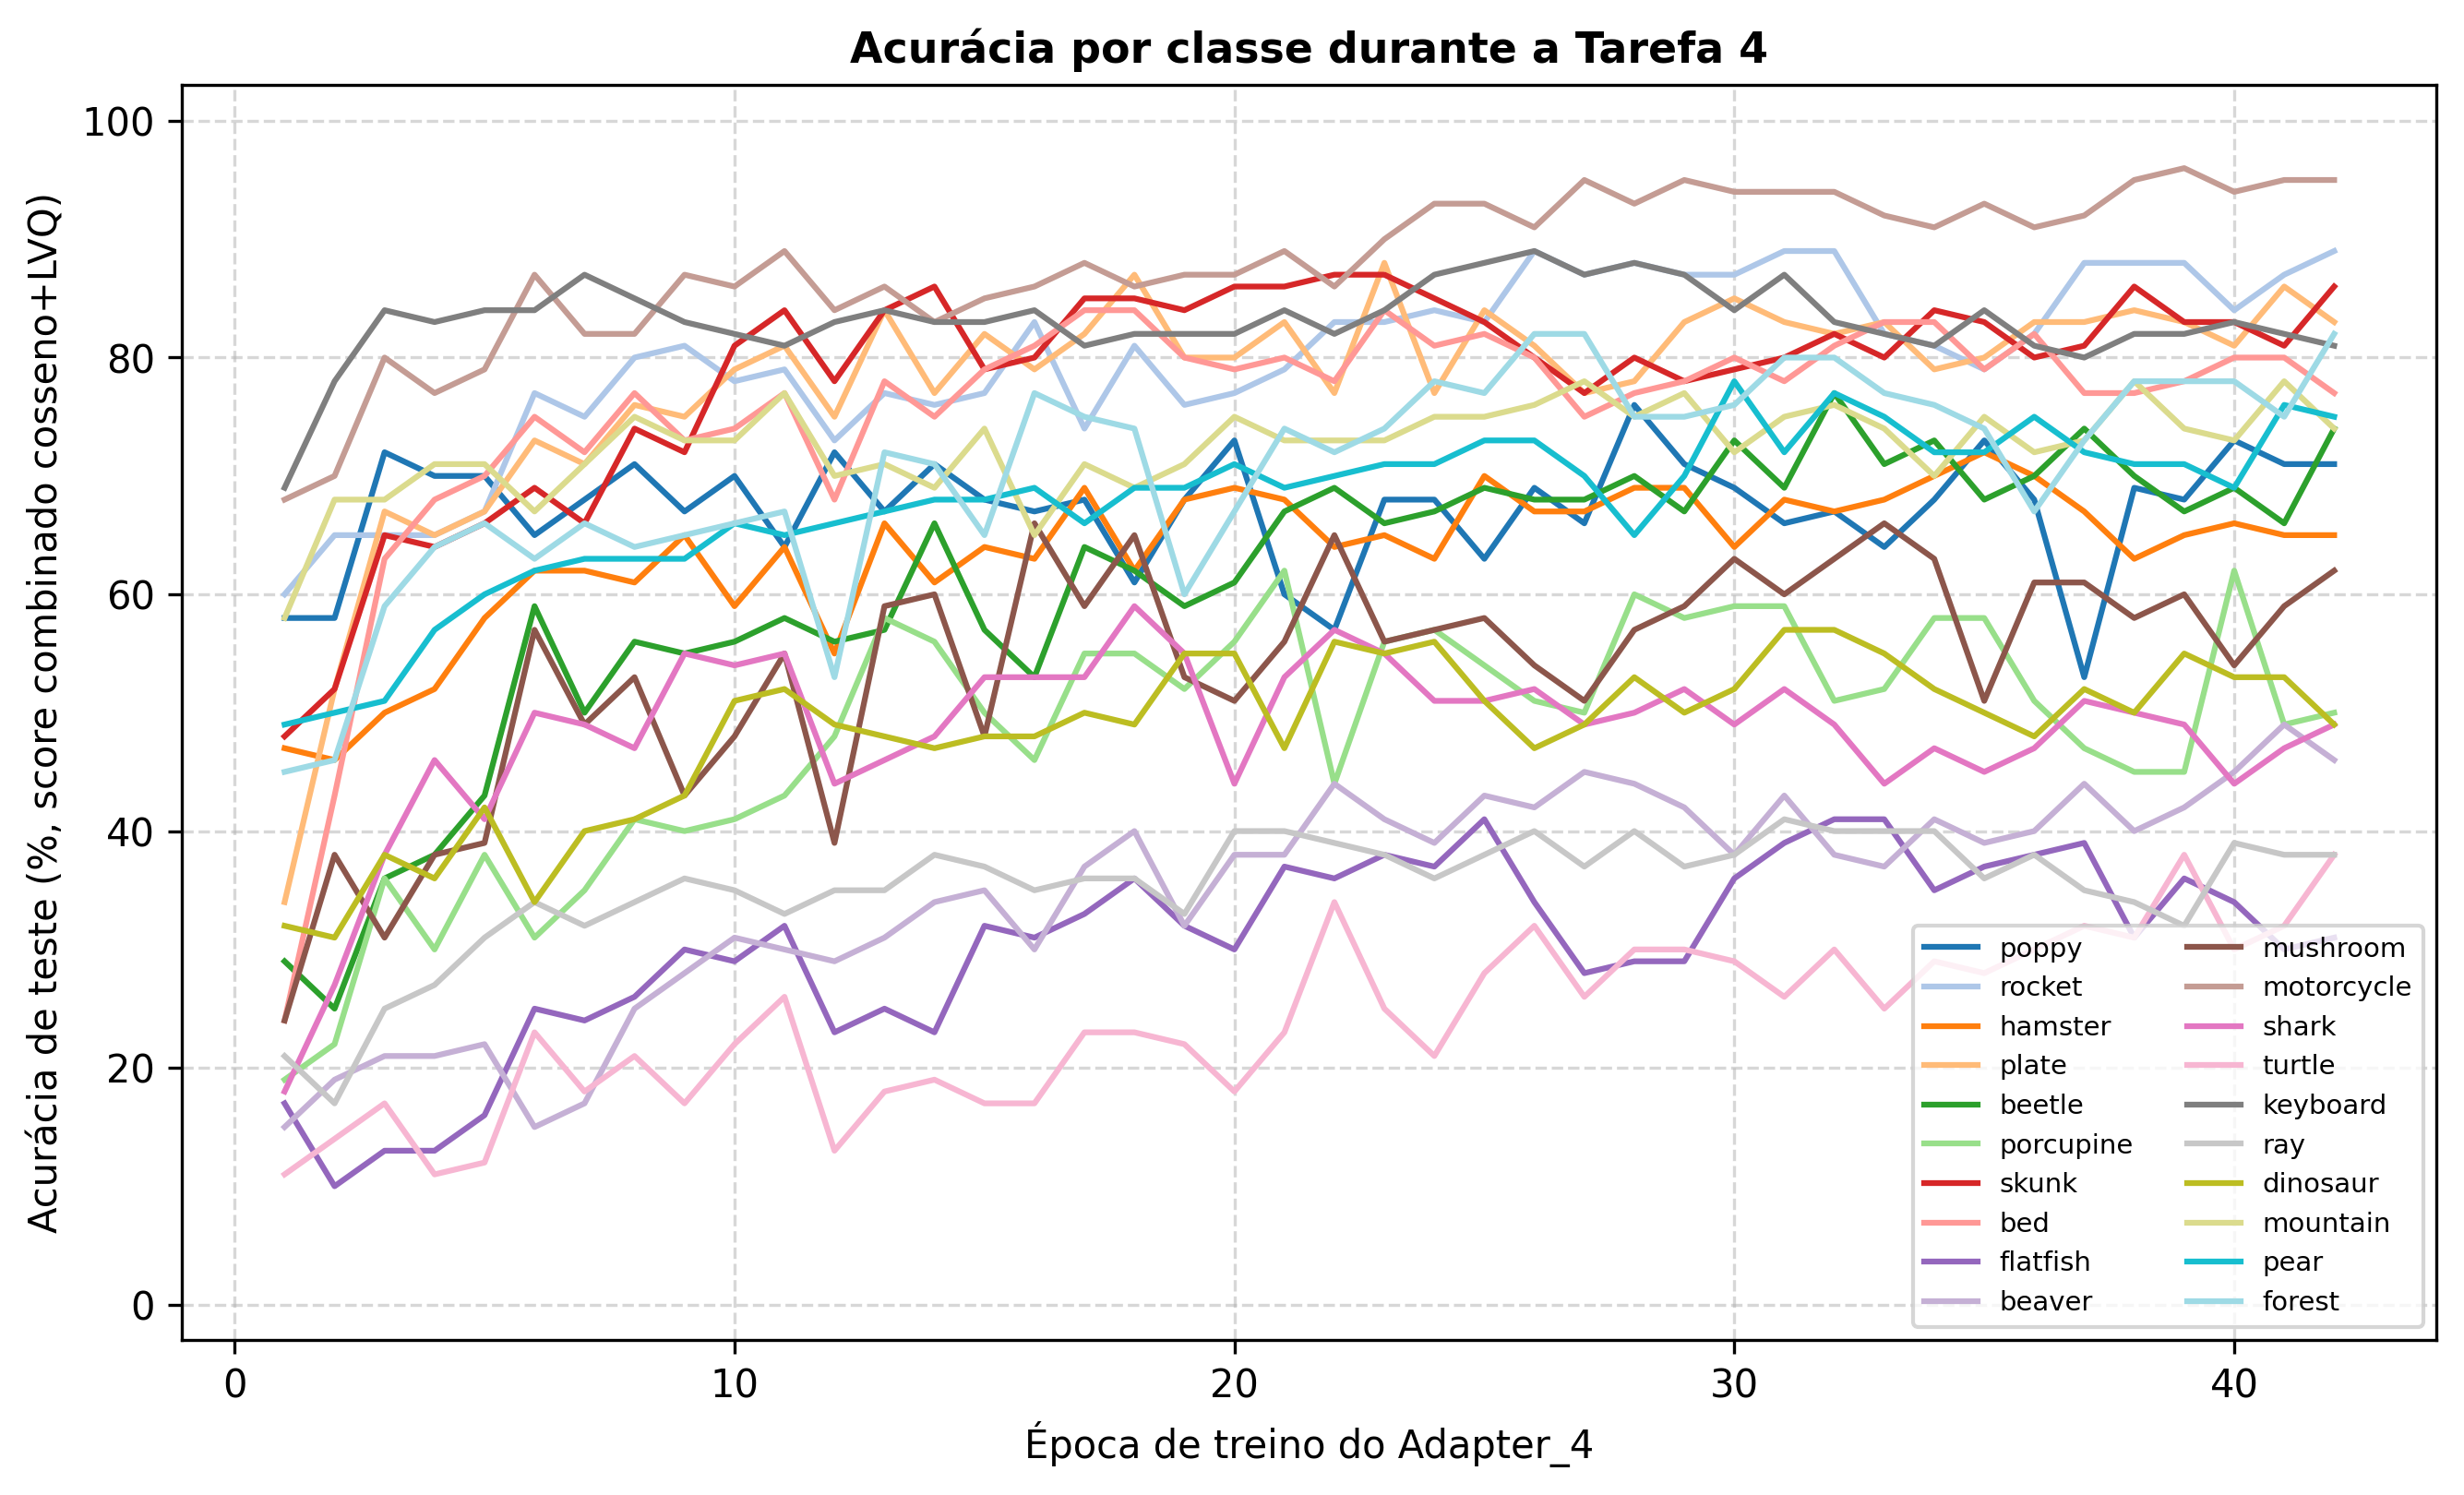 Acurácia por classe durante a Tarefa 4
Acurácia de teste (%, score combinado cosseno+LVQ)
100
80
60
40
20
0
0
10
20
30
40
Época de treino do Adapter_4
poppy
rocket
hamster
plate
beetle
porcupine
skunk
bed
flatfish
beaver
mushroom
motorcycle
shark
turtle
keyboard
ray
dinosaur
mountain
pear
forest